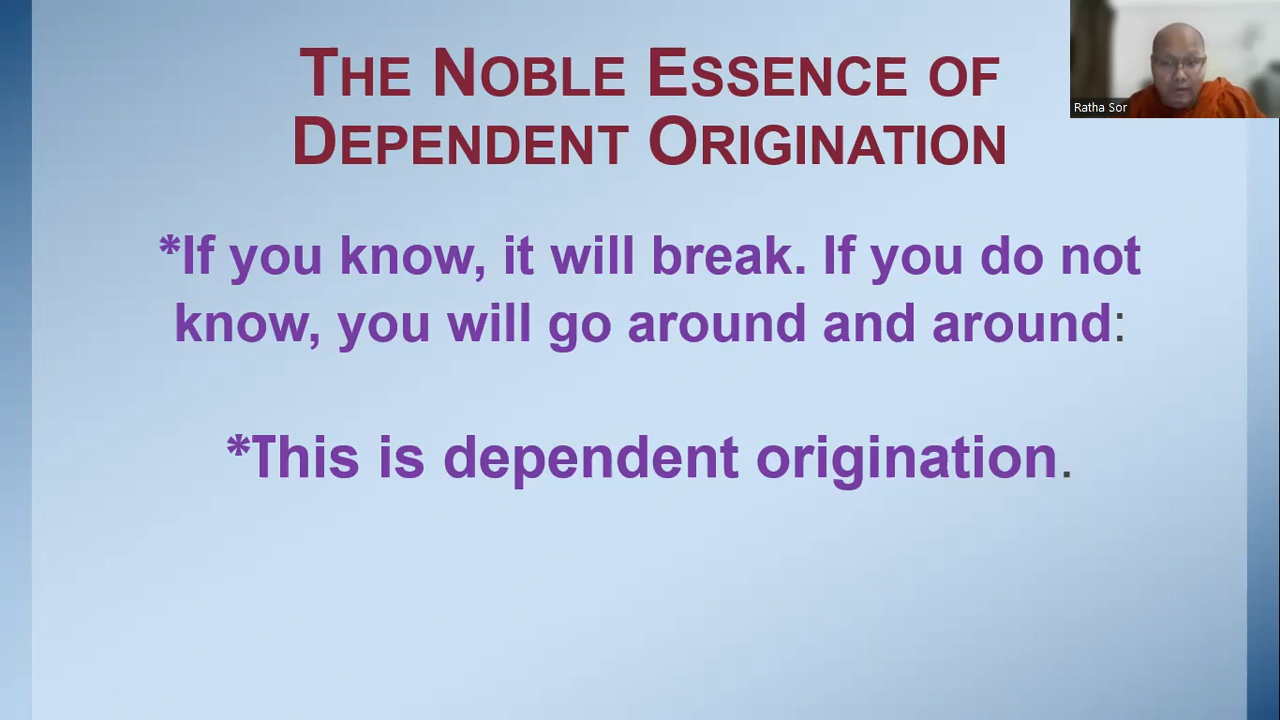 THE NOBLE ESSENCE OF
DEPENDENT ORIGINATION
Ratha Sor
*If you know, it will break. If you do not
know, you will go around and around:
*This is dependent origination.